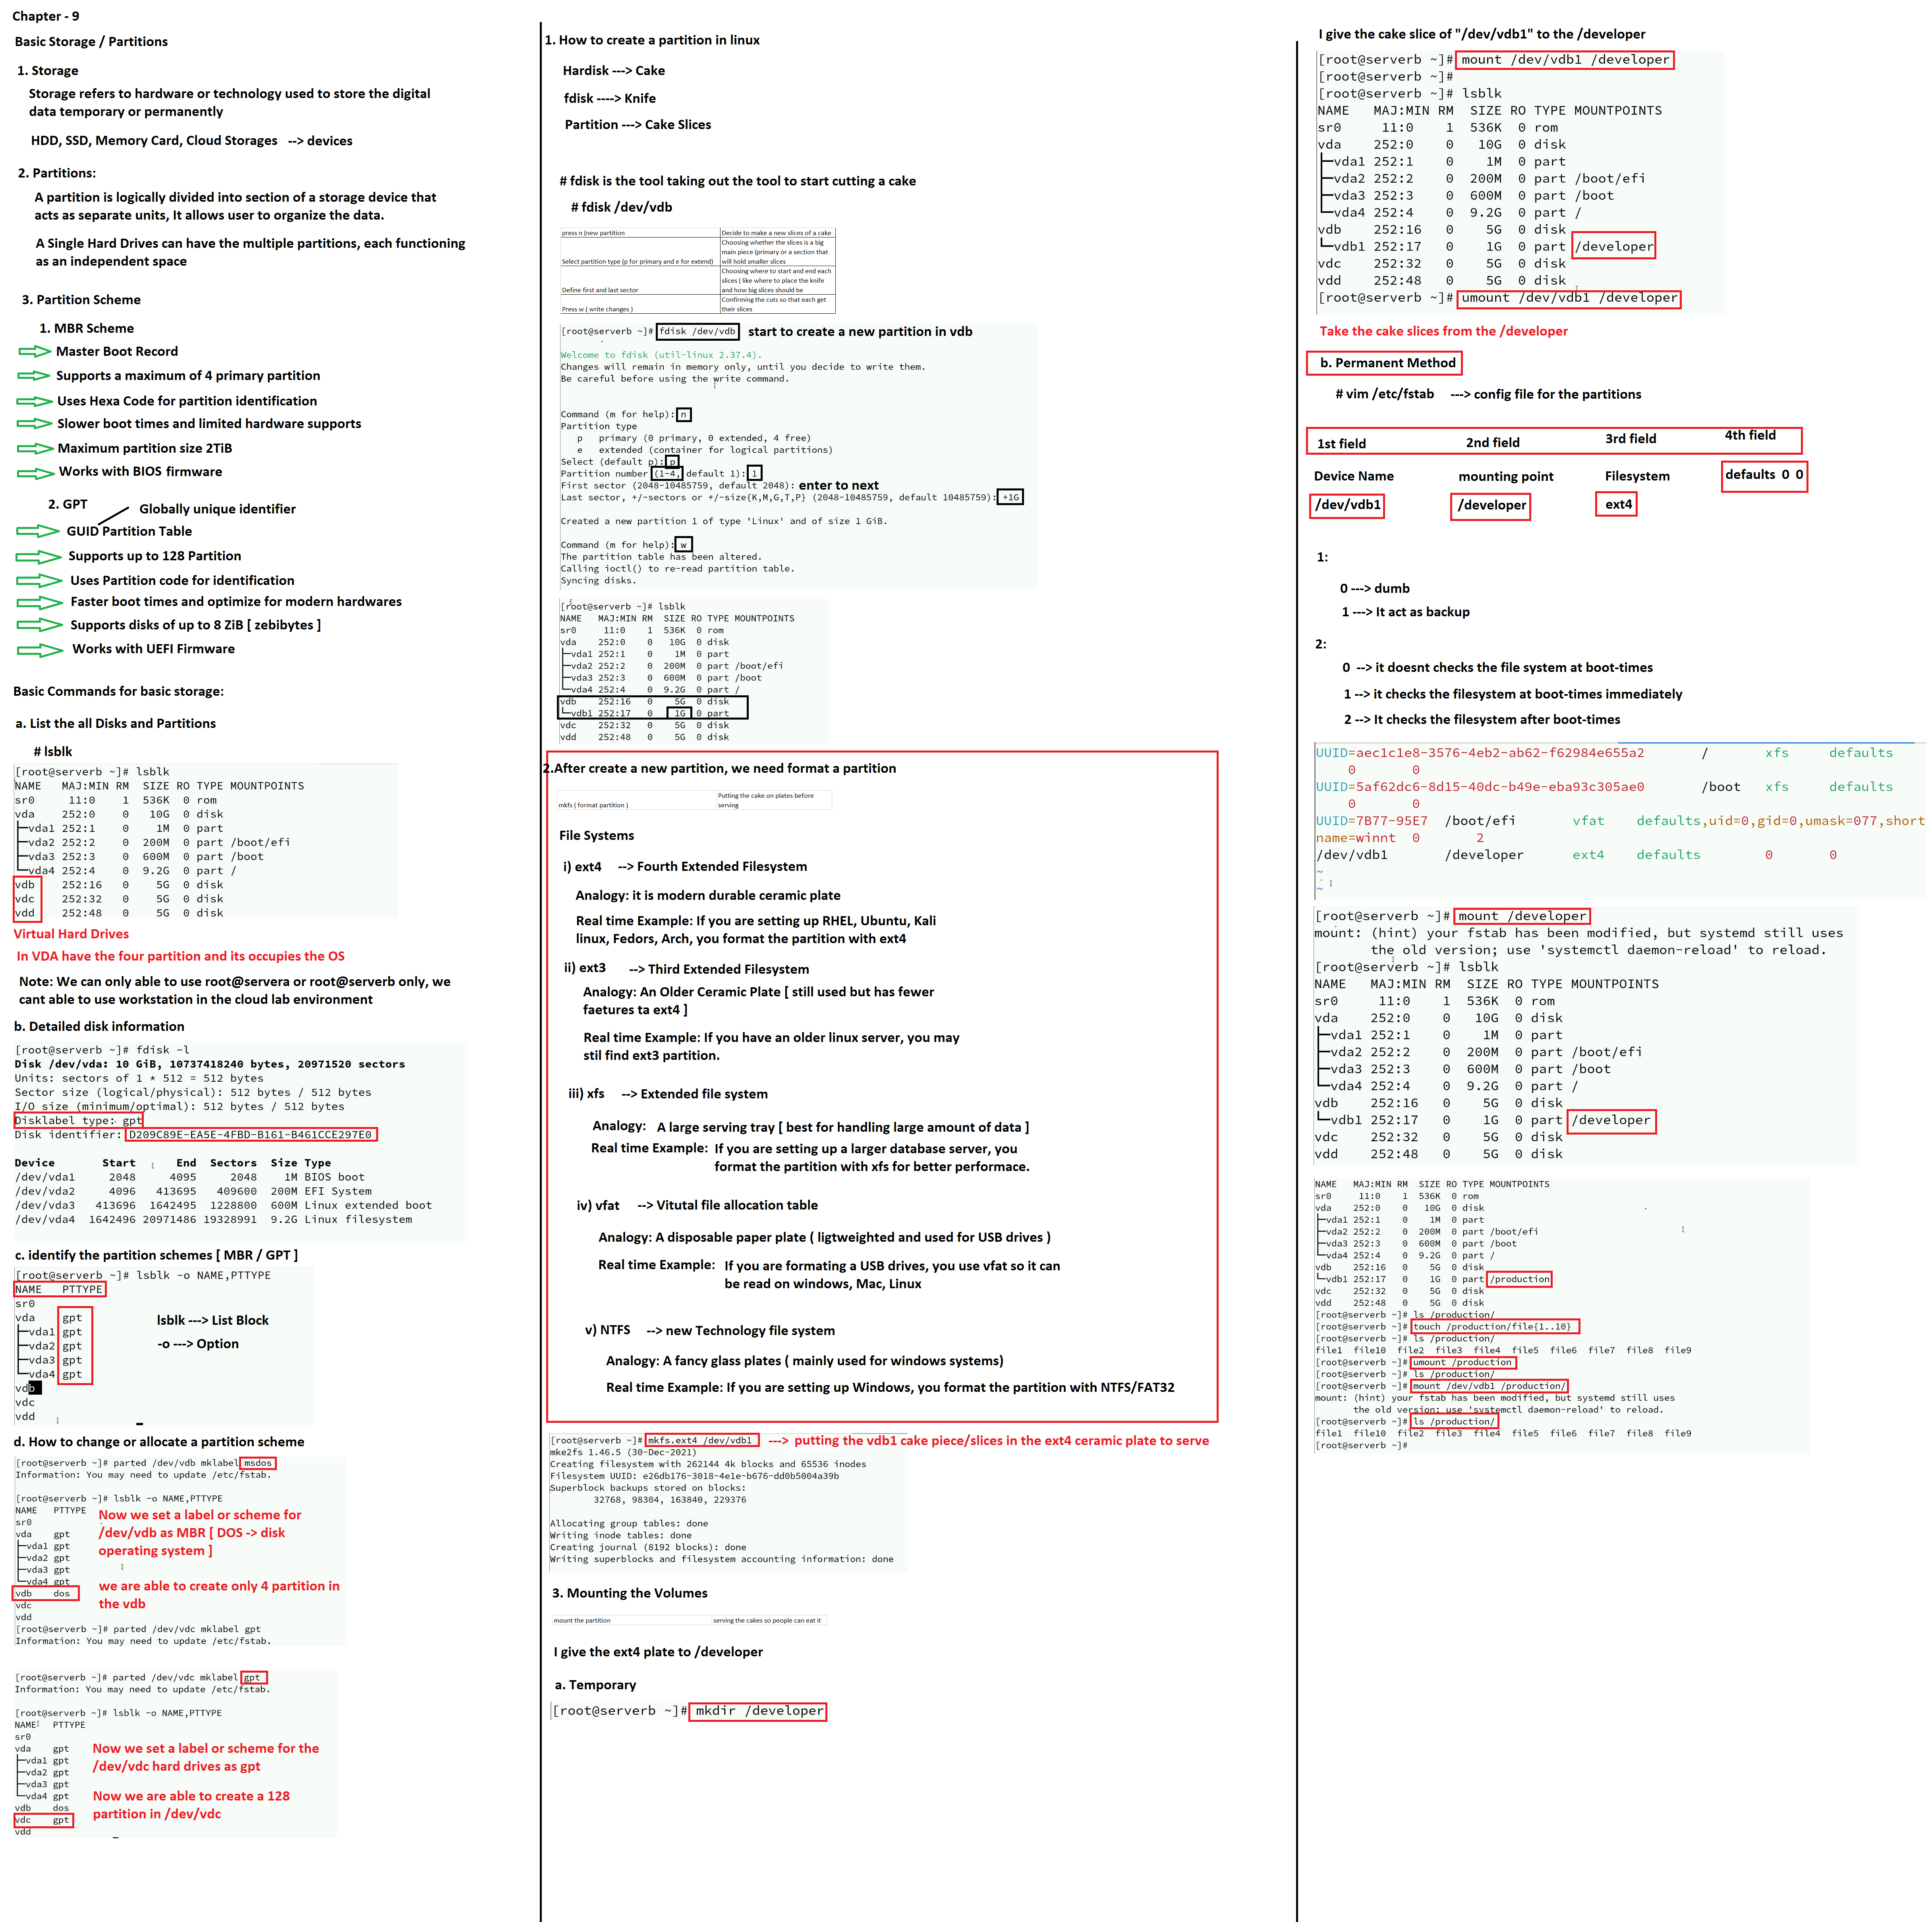 Chapter - 9
Basic Storage / Partitions
1. Storage
Storage refers to hardware or technology used to store the digital
data temporary or permanently
HDD, SSD, Memory Card, Cloud Storages --> devices
2. Partitions:
A partition is logically divided into section of a storage device that
acts as separate units, It allows user to organize the data.
A Single Hard Drives can have the multiple partitions, each functioning
as an independent space
3. Partition Scheme
1. MBR Scheme
Master Boot Record
Supports a maximum of 4 primary partition
Uses Hexa Code for partition identification
Slower boot times and limited hardware supports
Maximum partition size 2TiB
Works with BIOS firmware
2. GPT
Globally unique identifier
GUID Partition Table
Supports up to 128 Partition
Uses Partition code for identification
Faster boot times and optimize for modern hardwares
Supports disks of up to 8 ZiB [ zebibytes ]
Works with UEFI Firmware
Basic Commands for basic storage:
a. List the all Disks and Partitions
# lsblk
[root@serverb ~]# lsblk
NAME MAJ:MIN RM SIZE RO TYPE MOUNTPOINTS
sr0 11:0 1 536K 0 rom
vda 252:0 0 10G 0 disk
├─vda1 252:1 0 1M 0 part
├─vda2 252:2 0 200M 0 part /boot/efi
├─vda3 252:3 0 600M 0 part /boot
└─vda4 252:4 0 9.2G 0 part /
vdb 252:16 0 5G 0 disk
vdc 252:32 0 5G 0 disk
vdd 252:48 0 5G 0 disk
Virtual Hard Drives
In VDA have the four partition and its occupies the OS
Note: We can only able to use root@servera or root@serverb only, we
cant able to use workstation in the cloud lab environment
b. Detailed disk information
[root@serverb ~]# fdisk -l
Disk /dev/vda: 10 GiB, 10737418240 bytes, 20971520 sectors
Units: sectors of 1 * 512 = 512 bytes
Sector size (logical/physical): 512 bytes / 512 bytes
I/O size (minimum/optimal): 512 bytes / 512 bytes
Disklabel type: gpt
Disk identifier: D209C89E-EA5E-4FBD-B161-B461CCE297E0
Device Start End Sectors Size Type
/dev/vda1 2048 4095 2048 1M BIOS boot
/dev/vda2 4096 413695 409600 200M EFI System
/dev/vda3 413696 1642495 1228800 600M Linux extended boot
/dev/vda4 1642496 20971486 19328991 9.2G Linux filesystem
c. identify the partition schemes [ MBR / GPT ]
[root@serverb ~]# lsblk -o NAME,PTTYPE
NAME PTTYPE
sr0
vda gpt
├─vda1 gpt
├─vda2 gpt
├─vda3 gpt
└─vda4 gpt
vdb
vdc
vdd
lsblk ---> List Block
-o ---> Option
d. How to change or allocate a partition scheme
[root@serverb ~]# parted /dev/vdb mklabel msdos
Information: You may need to update /etc/fstab.
[root@serverb ~]# lsblk -o NAME,PTTYPE
NAME PTTYPE
sr0
vda gpt
├─vda1 gpt
├─vda2 gpt
├─vda3 gpt
└─vda4 gpt
vdb dos
vdc
vdd
[root@serverb ~]# parted /dev/vdc mklabel gpt
Information: You may need to update /etc/fstab.
Now we set a label or scheme for
/dev/vdb as MBR [ DOS -> disk
operating system ]
we are able to create only 4 partition in
the vdb
[root@serverb ~]# parted /dev/vdc mklabel gpt
Information: You may need to update /etc/fstab.
[root@serverb ~]# lsblk -o NAME,PTTYPE
NAME PTTYPE
sr0
vda gpt
├─vda1 gpt
├─vda2 gpt
├─vda3 gpt
└─vda4 gpt
vdb dos
vdc gpt
vdd
Now we set a label or scheme for the
/dev/vdc hard drives as gpt
Now we are able to create a 128
partition in /dev/vdc
1. How to create a partition in linux
Hardisk ---> Cake
fdisk ----> Knife
Partition ---> Cake Slices
# fdisk is the tool taking out the tool to start cutting a cake
# fdisk /dev/vdb
press n (new partition
Decide to make a new slices of a cake
Select partition type (p for primary and e for extend)
Choosing whether the slices is a big
main piece (primary or a section that
will hold smaller slices
Define first and last sector
Choosing where to start and end each
slices ( like where to place the knife
and how big slices should be
Press w ( write changes )
Confirming the cuts so that each get
their slices
[root@serverb ~]# fdisk /dev/vdb
start to create a new partition in vdb
Welcome to fdisk (util-linux 2.37.4).
Changes will remain in memory only, until you decide to write them.
Be careful before using the write command.
Command (m for help): n
Partition type
p primary (0 primary, 0 extended, 4 free)
e extended (container for logical partitions)
Select (default p): p
Partition number (1-4, default 1): 1
First sector (2048-10485759, default 2048): enter to next
Last sector, +/-sectors or +/-size{K,M,G,T,P} (2048-10485759, default 10485759): +1G
Created a new partition 1 of type 'Linux' and of size 1 GiB.
Command (m for help): w
The partition table has been altered.
Calling ioctl() to re-read partition table.
Syncing disks.
[root@serverb ~]# lsblk
NAME MAJ:MIN RM SIZE RO TYPE MOUNTPOINTS
sr0 11:0 1 536K 0 rom
vda 252:0 0 10G 0 disk
├─vda1 252:1 0 1M 0 part
├─vda2 252:2 0 200M 0 part /boot/efi
├─vda3 252:3 0 600M 0 part /boot
└─vda4 252:4 0 9.2G 0 part /
vdb 252:16 0 5G 0 disk
└─vdb1 252:17 0 1G 0 part
vdc 252:32 0 5G 0 disk
vdd 252:48 0 5G 0 disk
2.After create a new partition, we need format a partition
mkfs ( format partition )
Putting the cake on plates before
serving
File Systems
i) ext4 --> Fourth Extended Filesystem
Analogy: it is modern durable ceramic plate
Real time Example: If you are setting up RHEL, Ubuntu, Kali
linux, Fedors, Arch, you format the partition with ext4
ii) ext3 --> Third Extended Filesystem
Analogy: An Older Ceramic Plate [ still used but has fewer
faetures ta ext4 ]
Real time Example: If you have an older linux server, you may
stil find ext3 partition.
iii) xfs --> Extended file system
Analogy: A large serving tray [ best for handling large amount of data ]
Real time Example: If you are setting up a larger database server, you
format the partition with xfs for better performace.
iv) vfat --> Vitutal file allocation table
Analogy: A disposable paper plate ( ligtweighted and used for USB drives )
Real time Example: If you are formating a USB drives, you use vfat so it can
be read on windows, Mac, Linux
v) NTFS --> new Technology file system
Analogy: A fancy glass plates ( mainly used for windows systems)
Real time Example: If you are setting up Windows, you format the partition with NTFS/FAT32
[root@serverb ~]# mkfs.ext4 /dev/vdb1 ---> putting the vdb1 cake piece/slices in the ext4 ceramic plate to serve
mke2fs 1.46.5 (30-Dec-2021)
Creating filesystem with 262144 4k blocks and 65536 inodes
Filesystem UUID: e26db176-3018-4e1e-b676-dd0b5004a39b
Superblock backups stored on blocks:
32768, 98304, 163840, 229376
Allocating group tables: done
Writing inode tables: done
Creating journal (8192 blocks): done
Writing superblocks and filesystem accounting information: done
3. Mounting the Volumes
mount the partition
serving the cakes so people can eat it
I give the ext4 plate to /developer
a. Temporary
[root@serverb ~]# mkdir /developer
I give the cake slice of "/dev/vdb1" to the /developer
[root@serverb ~]# mount /dev/vdb1 /developer
[root@serverb ~]#
[root@serverb ~]# lsblk
NAME MAJ:MIN RM SIZE RO TYPE MOUNTPOINTS
sr0 11:0 1 536K 0 rom
vda 252:0 0 10G 0 disk
├─vda1 252:1 0 1M 0 part
├─vda2 252:2 0 200M 0 part /boot/efi
├─vda3 252:3 0 600M 0 part /boot
└─vda4 252:4 0 9.2G 0 part /
vdb 252:16 0 5G 0 disk
└─vdb1 252:17 0 1G 0 part /developer
vdc 252:32 0 5G 0 disk
vdd 252:48 0 5G 0 disk
[root@serverb ~]# umount /dev/vdb1 /developer
Take the cake slices from the /developer
b. Permanent Method
# vim /etc/fstab ---> config file for the partitions
1st field 2nd field 3rd field 4th field
Device Name mounting point Filesystem defaults 0 0
/dev/vdb1 /developer ext4
1:
0 ---> dumb
1 ---> It act as backup
2:
0 --> it doesnt checks the file system at boot-times
1 --> it checks the filesystem at boot-times immediately
2 --> It checks the filesystem after boot-times
UUID=aec1c1e8-3576-4eb2-ab62-f62984e655a2 / xfs defaults
0 0
UUID=5af62dc6-8d15-40dc-b49e-eba93c305ae0 /boot xfs defaults
0 0
UUID=7B77-95E7 /boot/efi vfat defaults,uid=0,gid=0,umask=077,short
name=winnt 0 2
/dev/vdb1 /developer ext4 defaults 0 0
~
~
[root@serverb ~]# mount /developer
mount: (hint) your fstab has been modified, but systemd still uses
the old version; use 'systemctl daemon-reload' to reload.
[root@serverb ~]# lsblk
NAME MAJ:MIN RM SIZE RO TYPE MOUNTPOINTS
sr0 11:0 1 536K 0 rom
vda 252:0 0 10G 0 disk
├─vda1 252:1 0 1M 0 part
├─vda2 252:2 0 200M 0 part /boot/efi
├─vda3 252:3 0 600M 0 part /boot
└─vda4 252:4 0 9.2G 0 part /
vdb 252:16 0 5G 0 disk
└─vdb1 252:17 0 1G 0 part /developer
vdc 252:32 0 5G 0 disk
vdd 252:48 0 5G 0 disk
NAME MAJ:MIN RM SIZE RO TYPE MOUNTPOINTS
sr0 11:0 1 536K 0 rom
vda 252:0 0 10G 0 disk
├─vda1 252:1 0 1M 0 part
├─vda2 252:2 0 200M 0 part /boot/efi
├─vda3 252:3 0 600M 0 part /boot
└─vda4 252:4 0 9.2G 0 part /
vdb 252:16 0 5G 0 disk
└─vdb1 252:17 0 1G 0 part /production
vdc 252:32 0 5G 0 disk
vdd 252:48 0 5G 0 disk
[root@serverb ~]# ls /production/
[root@serverb ~]# touch /production/file{1..10}
[root@serverb ~]# ls /production/
file1 file10 file2 file3 file4 file5 file6 file7 file8 file9
[root@serverb ~]# umount /production
[root@serverb ~]# ls /production/
[root@serverb ~]# mount /dev/vdb1 /production/
mount: (hint) your fstab has been modified, but systemd still uses
the old version; use 'systemctl daemon-reload' to reload.
[root@serverb ~]# ls /production/
file1 file10 file2 file3 file4 file5 file6 file7 file8 file9
[root@serverb ~]#